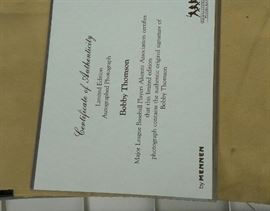 Certificate of Authenticity
Limited Edition
Autographed Photograph
Bobby Thomson
Major League Baseball Players Alumni Association certifies
that this limited edition
photograph contains the authentic original signature of
Bobby Thomson
by MENNEN